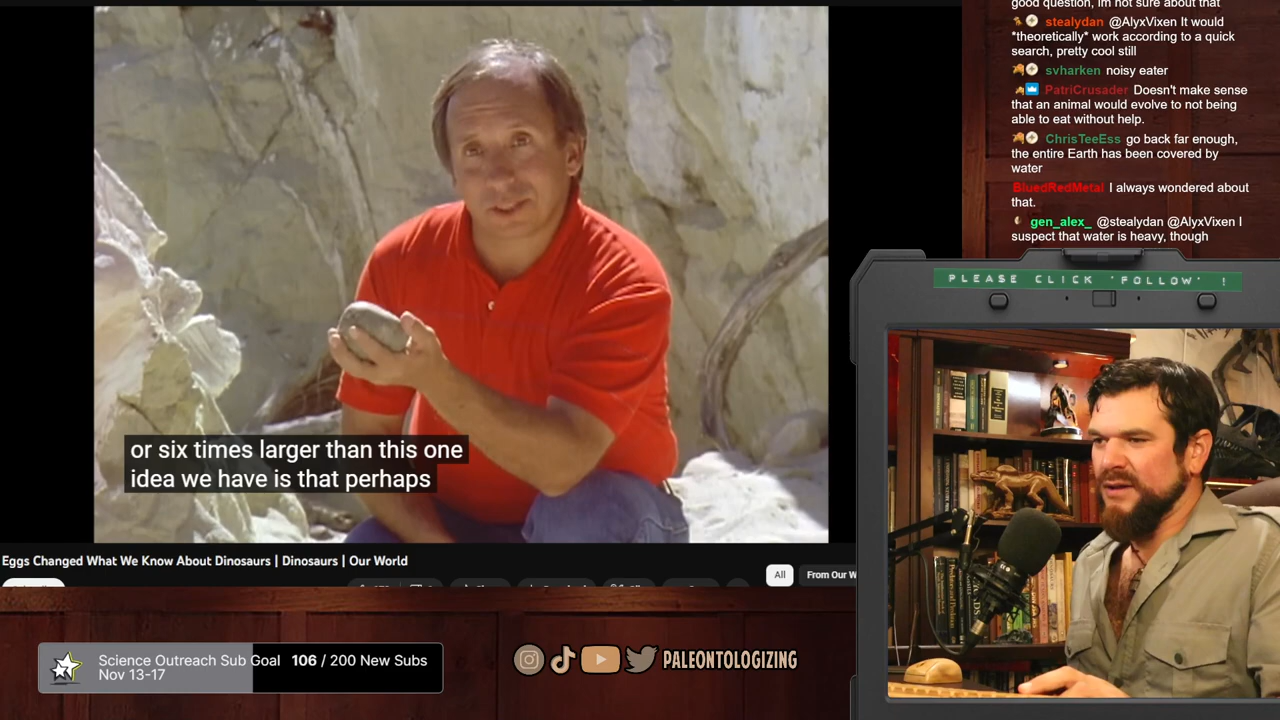 good question, im not sure about that
stealydan @AlyxVixen It would
*theoretically* work according to a quick
search, pretty cool still
svharken noisy eater
PatriCrusader Doesn't make sense
that an animal would evolve to not being
able to eat without help.
ChrisTeeEss go back far enough,
the entire Earth has been covered by
water
BluedRedMetal I always wondered about
that.
gen_alex_ @stealydan @AlyxVixen I
suspect that water is heavy, though
PLEASE CLICK "FOLLOW" !
or six times larger than this one
idea we have is that perhaps
Eggs Changed What We Know About Dinosaurs | Dinosaurs | Our World
All
From Our W
Science Outreach Sub Goal 106 / 200 New Subs
Nov 13-17
PALEONTOLOGIZING